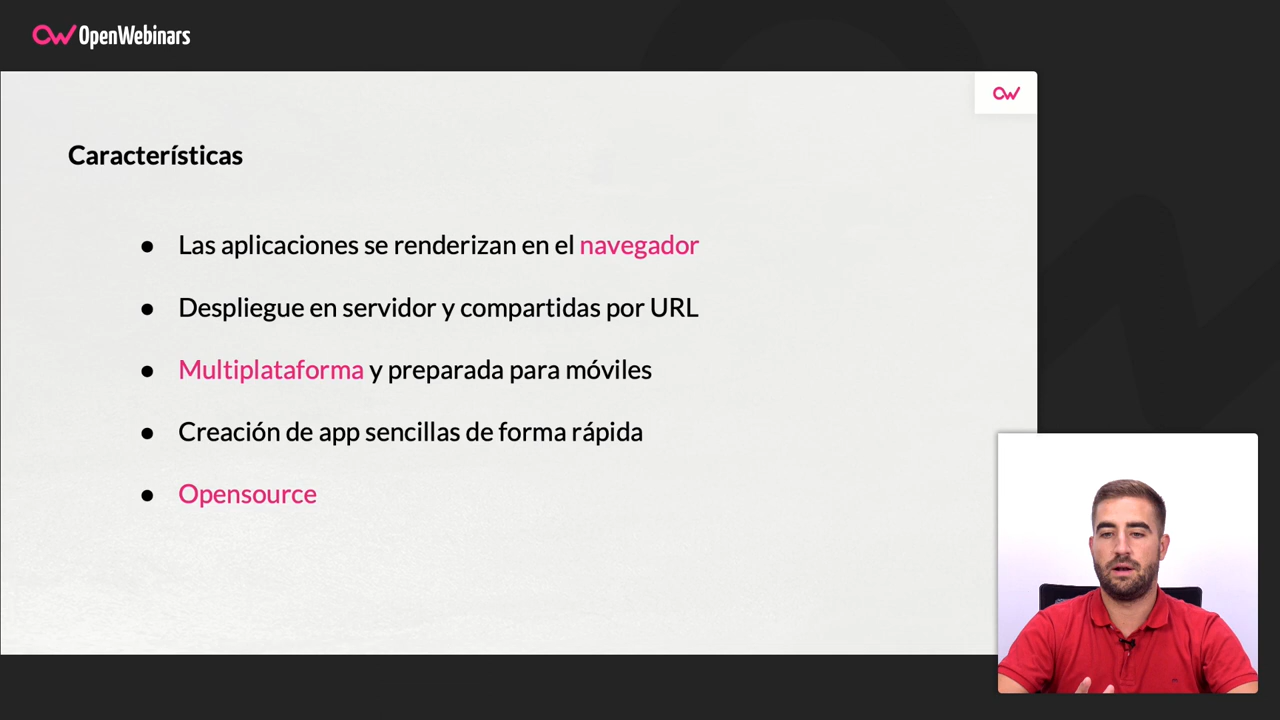 OpenWebinars
Características
● Las aplicaciones se renderizan en el navegador
● Despliegue en servidor y compartidas por URL
● Multiplataforma y preparada para móviles
● Creación de app sencillas de forma rápida
● Opensource